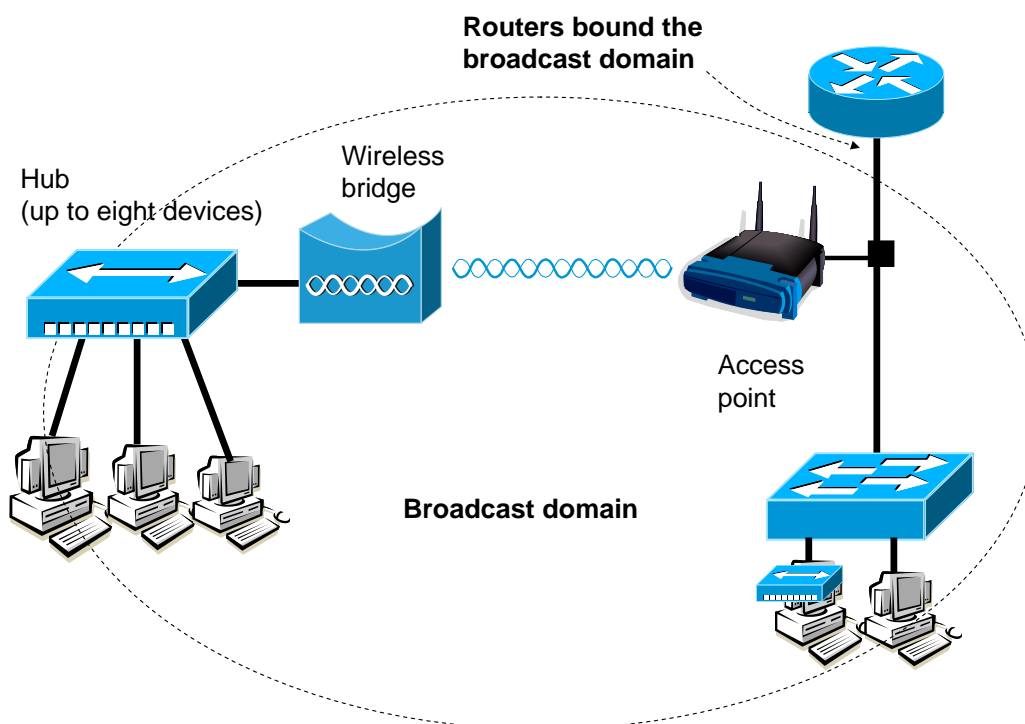 Routers bound the
broadcast domain
Wireless
bridge
Hub
(up to eight devices)
Access
point
Broadcast domain